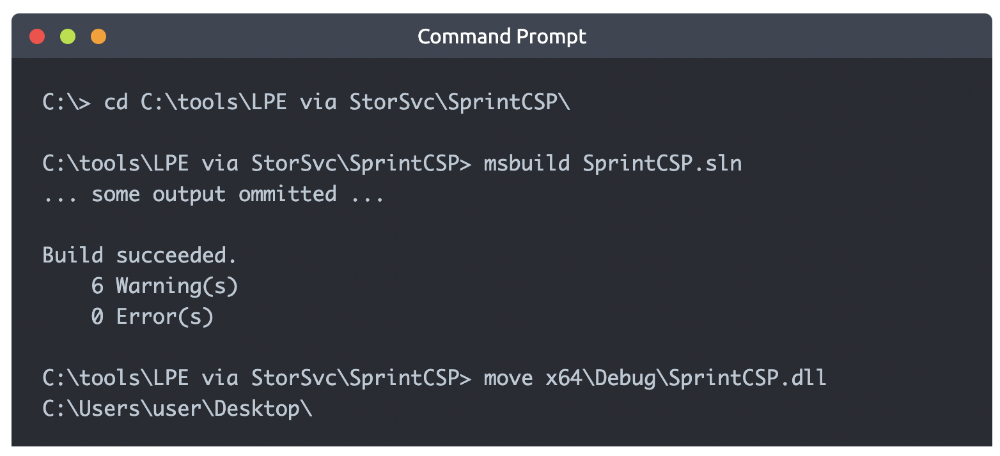 Command Prompt
C:\> cd C:\tools\LPE via StorSvc\SprintCSP\
C:\tools\LPE via StorSvc\SprintCSP> msbuild SprintCSP.sln
... some output ommitted ...
Build succeeded.
6 Warning(s)
0 Error(s)
C:\tools\LPE via StorSvc\SprintCSP> move x64\Debug\SprintCSP.dll
C:\Users\user\Desktop\